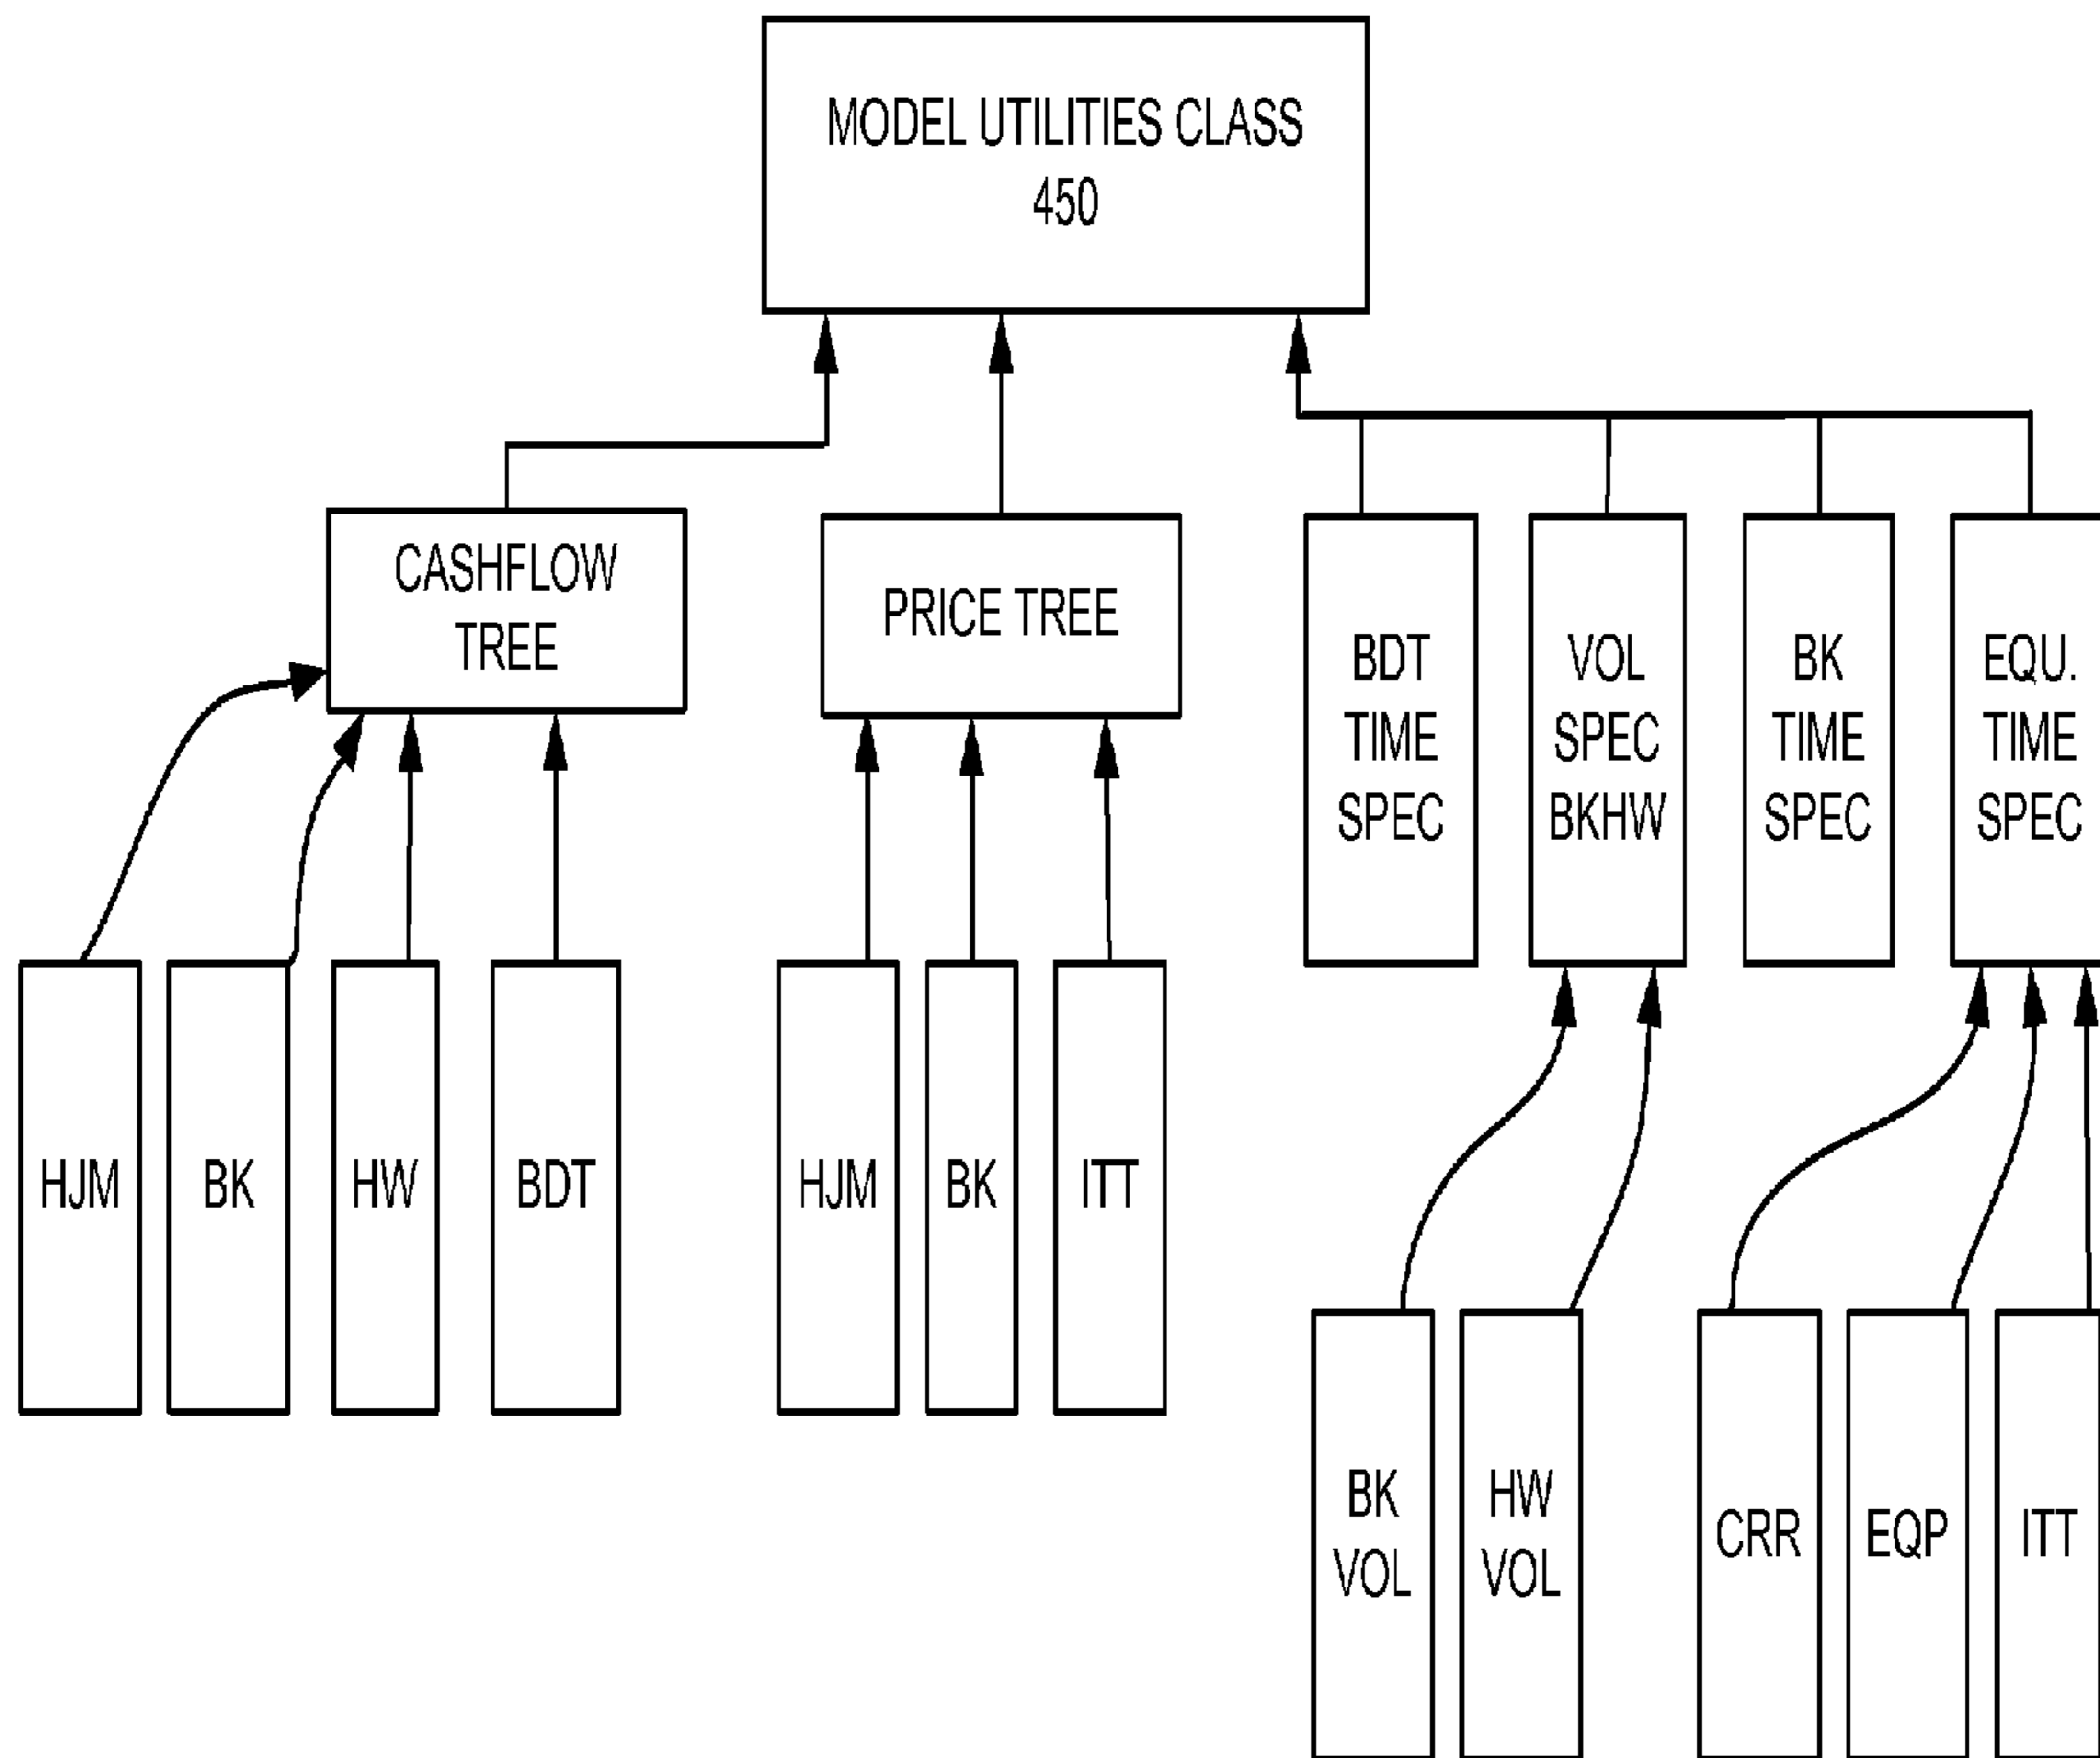 MODEL UTILITIES CLASS
450
CASHFLOW
TREE
PRICE TREE
BDT
TIME
SPEC
VOL
SPEC
BKHW
BK
TIME
SPEC
EQU.
TIME
SPEC
HJM
BK
HW
BDT
HJM
BK
ITT
BK
VOL
HW
VOL
CRR
EQP
ITT